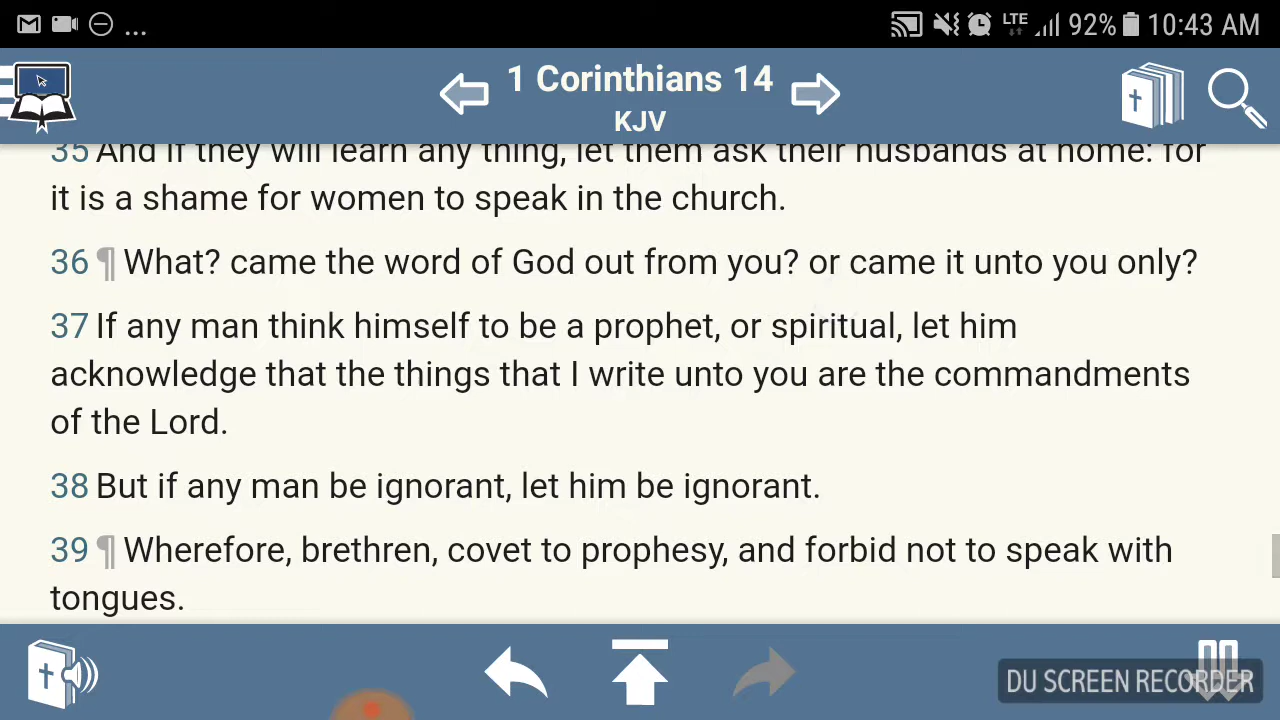 ... LTE 92% 10:43 AM
1 Corinthians 14
KJV
35 And if they will learn any thing, let them ask their husbands at home: for
it is a shame for women to speak in the church.
36 ¶ What? came the word of God out from you? or came it unto you only?
37 If any man think himself to be a prophet, or spiritual, let him
acknowledge that the things that I write unto you are the commandments
of the Lord.
38 But if any man be ignorant, let him be ignorant.
39 ¶ Wherefore, brethren, covet to prophesy, and forbid not to speak with
tongues.
DU SCREEN RECORDER